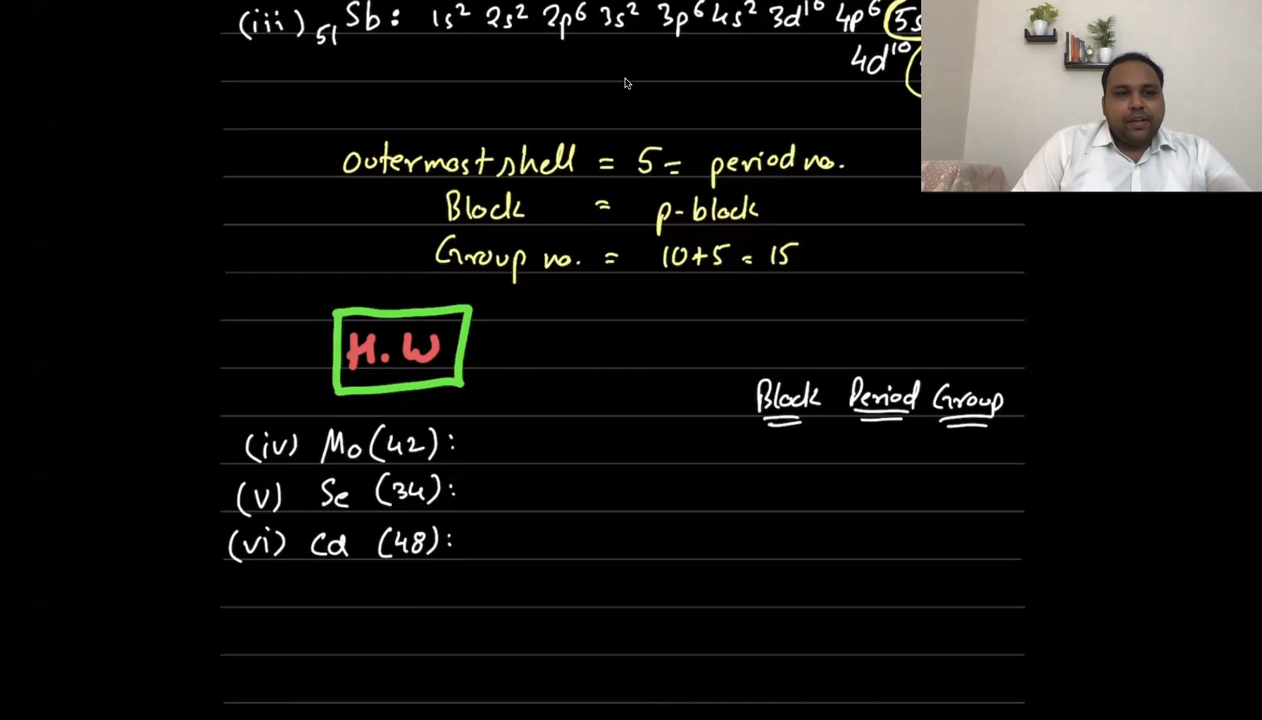 (iii) 51Sb: 1s² 2s² 2p⁶ 3s² 3p⁶ 4s² 3d¹⁰ 4p⁶ 5s
4d¹⁰
Outermost shell = 5 = period no.
Block = p-block
Group no. = 10+5 = 15
H.W
Block Period Group
(iv) Mo(42):
(v) Se (34):
(vi) Cd (48):